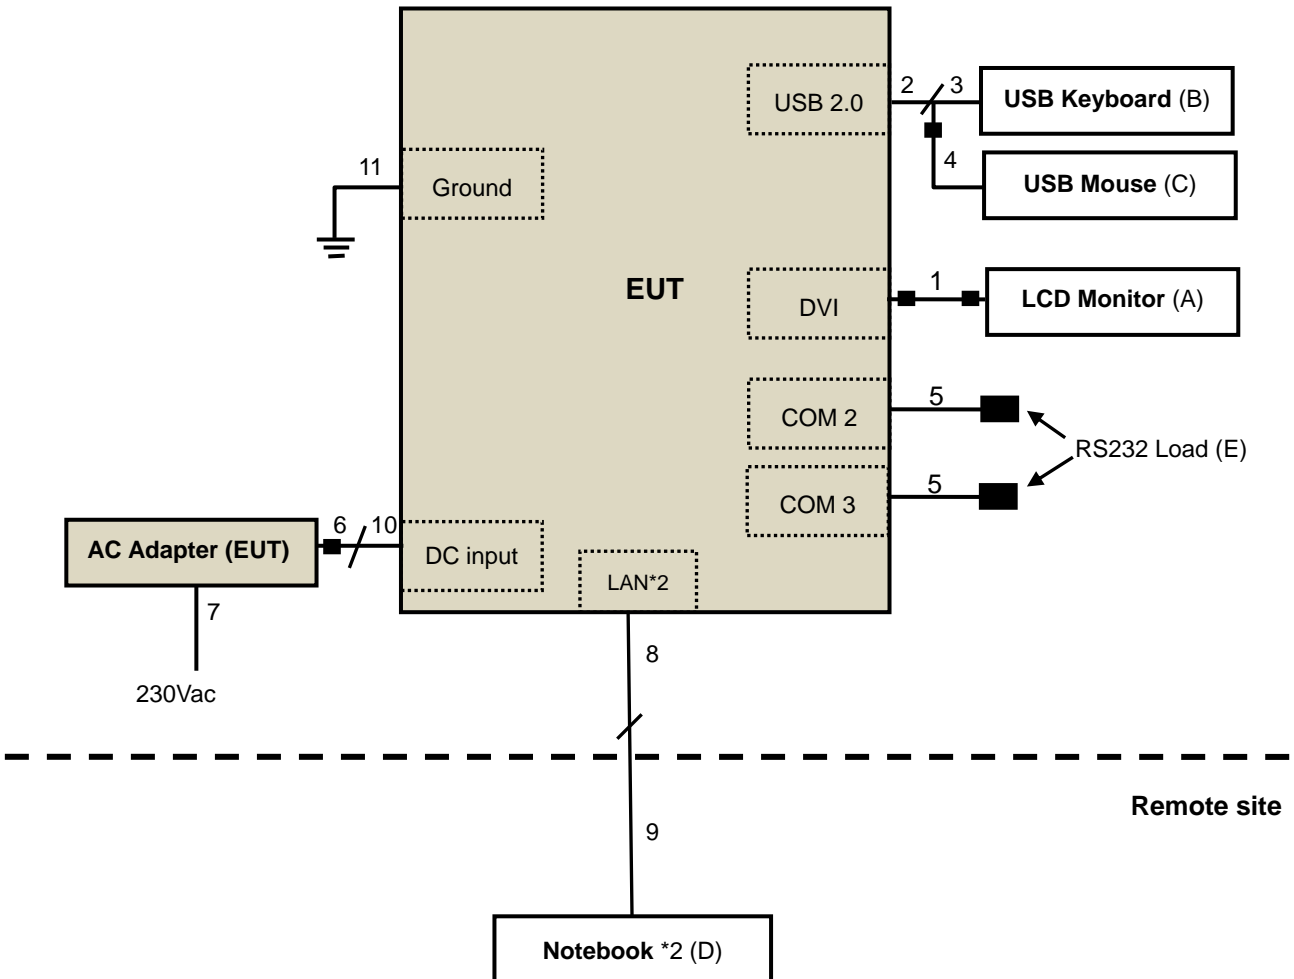 USB 2.0
2
3
USB Keyboard (B)
4
USB Mouse (C)
11
Ground
EUT
DVI
1
LCD Monitor (A)
COM 2
5
RS232 Load (E)
COM 3
5
AC Adapter (EUT)
6
10
DC input
LAN*2
7
230Vac
8
Remote site
9
Notebook *2 (D)